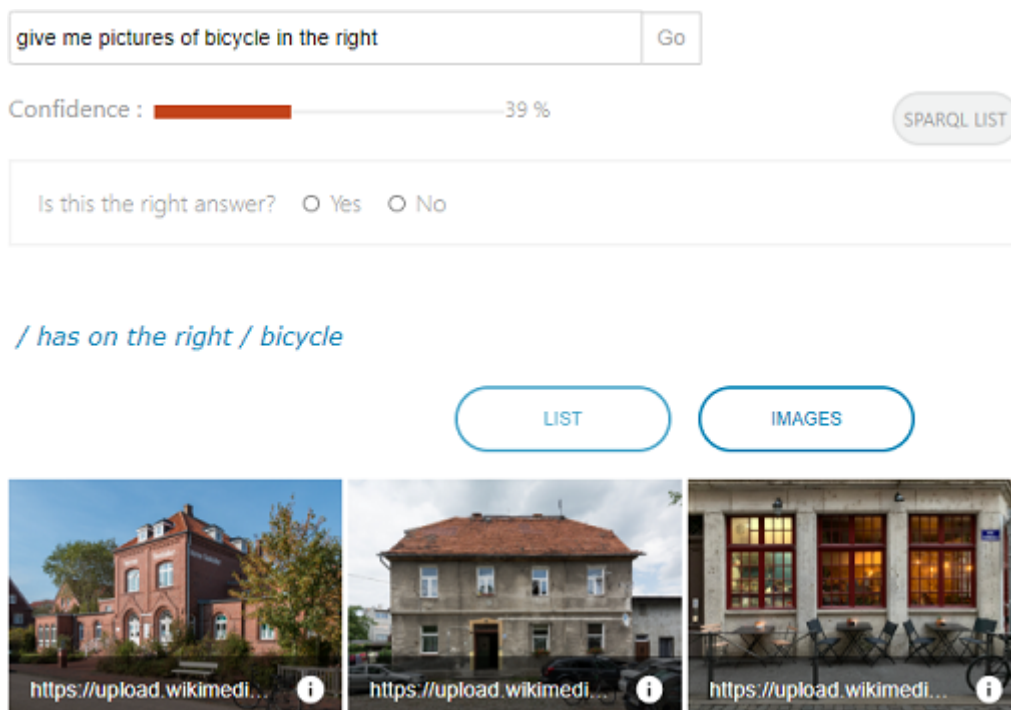 give me pictures of bicycle in the right
Go
Confidence :
39 %
SPARQL LIST
Is this the right answer?
Yes
No
/ has on the right / bicycle
LIST
IMAGES
https://upload.wikimedi...
https://upload.wikimedi...
https://upload.wikimedi...